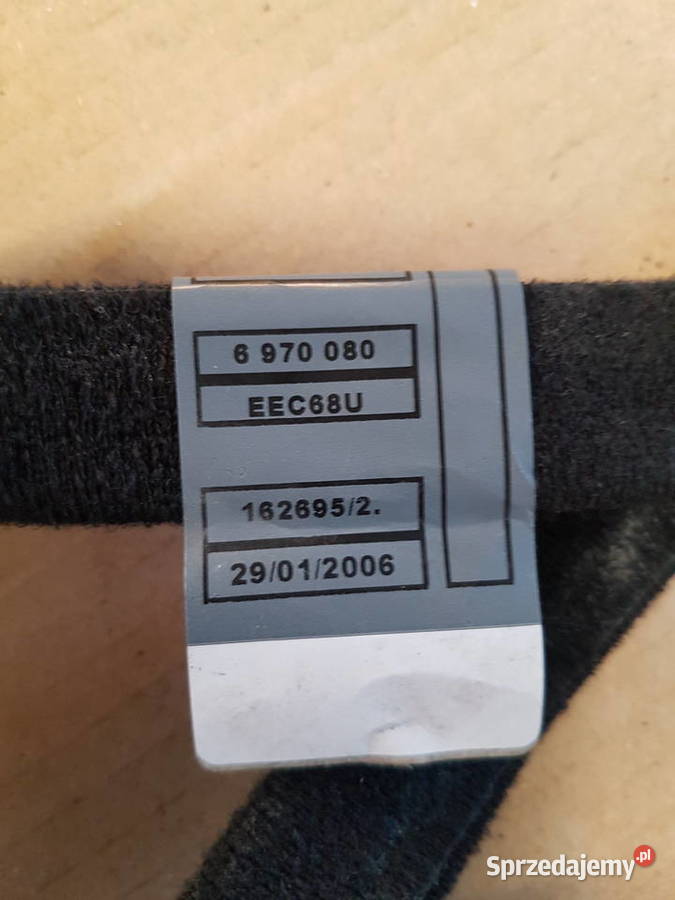 6 970 080
EEC68U
162695/2.
29/01/2006
Sprzedajemy.pl